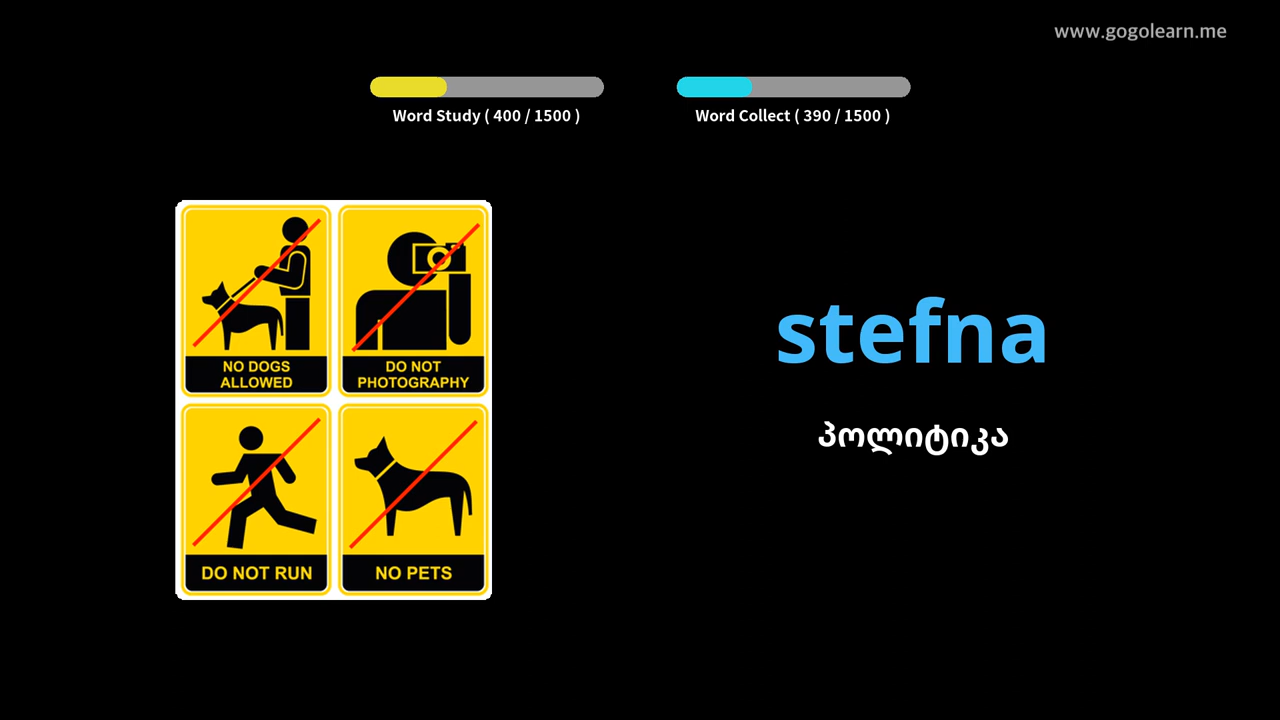 www.gogolearn.me
Word Study ( 400 / 1500 )
Word Collect ( 390 / 1500 )
NO DOGS
ALLOWED
DO NOT
PHOTOGRAPHY
DO NOT RUN
NO PETS
stefna
პოლიტიკა